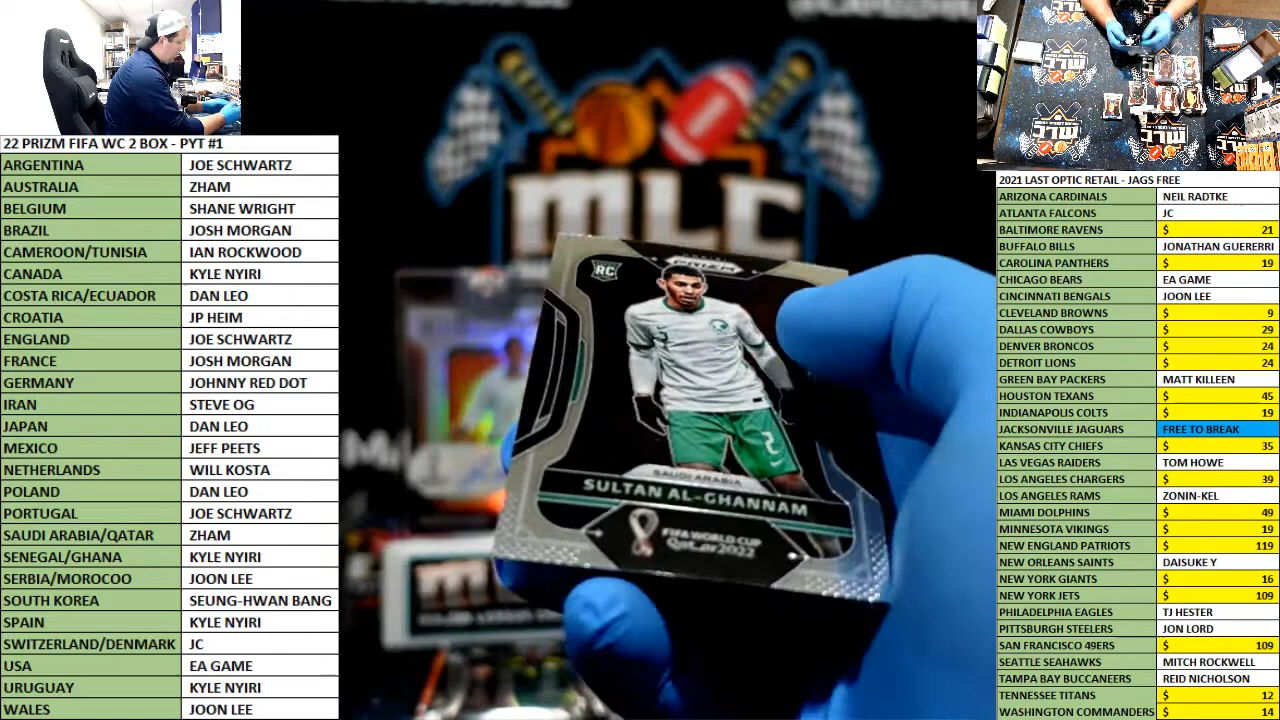 22 PRIZM FIFA WC 2 BOX - PYT #1
ARGENTINA JOE SCHWARTZ
AUSTRALIA ZHAM
BELGIUM SHANE WRIGHT
BRAZIL JOSH MORGAN
CAMEROON/TUNISIA IAN ROCKWOOD
CANADA KYLE NYIRI
COSTA RICA/ECUADOR DAN LEO
CROATIA JP HEIM
ENGLAND JOE SCHWARTZ
FRANCE JOSH MORGAN
GERMANY JOHNNY RED DOT
IRAN STEVE OG
JAPAN DAN LEO
MEXICO JEFF PEETS
NETHERLANDS WILL KOSTA
POLAND DAN LEO
PORTUGAL JOE SCHWARTZ
SAUDI ARABIA/QATAR ZHAM
SENEGAL/GHANA KYLE NYIRI
SERBIA/MOROCOO JOON LEE
SOUTH KOREA SEUNG-HWAN BANG
SPAIN KYLE NYIRI
SWITZERLAND/DENMARK JC
USA EA GAME
URUGUAY KYLE NYIRI
WALES JOON LEE
MLC
RC
PRIZM
2
SAUDI ARABIA
SULTAN AL-GHANNAM
FIFA WORLD CUP
Qatar2022
2021 LAST OPTIC RETAIL - JAGS FREE
ARIZONA CARDINALS NEIL RADTKE
ATLANTA FALCONS JC
BALTIMORE RAVENS $ 21
BUFFALO BILLS JONATHAN GUERERRI
CAROLINA PANTHERS $ 19
CHICAGO BEARS EA GAME
CINCINNATI BENGALS JOON LEE
CLEVELAND BROWNS $ 9
DALLAS COWBOYS $ 29
DENVER BRONCOS $ 24
DETROIT LIONS $ 24
GREEN BAY PACKERS MATT KILLEEN
HOUSTON TEXANS $ 45
INDIANAPOLIS COLTS $ 19
JACKSONVILLE JAGUARS FREE TO BREAK
KANSAS CITY CHIEFS $ 35
LAS VEGAS RAIDERS TOM HOWE
LOS ANGELES CHARGERS $ 39
LOS ANGELES RAMS ZONIN-KEL
MIAMI DOLPHINS $ 49
MINNESOTA VIKINGS $ 19
NEW ENGLAND PATRIOTS $ 119
NEW ORLEANS SAINTS DAISUKE Y
NEW YORK GIANTS $ 16
NEW YORK JETS $ 109
PHILADELPHIA EAGLES TJ HESTER
PITTSBURGH STEELERS JON LORD
SAN FRANCISCO 49ERS $ 109
SEATTLE SEAHAWKS MITCH ROCKWELL
TAMPA BAY BUCCANEERS REID NICHOLSON
TENNESSEE TITANS $ 12
WASHINGTON COMMANDERS $ 14